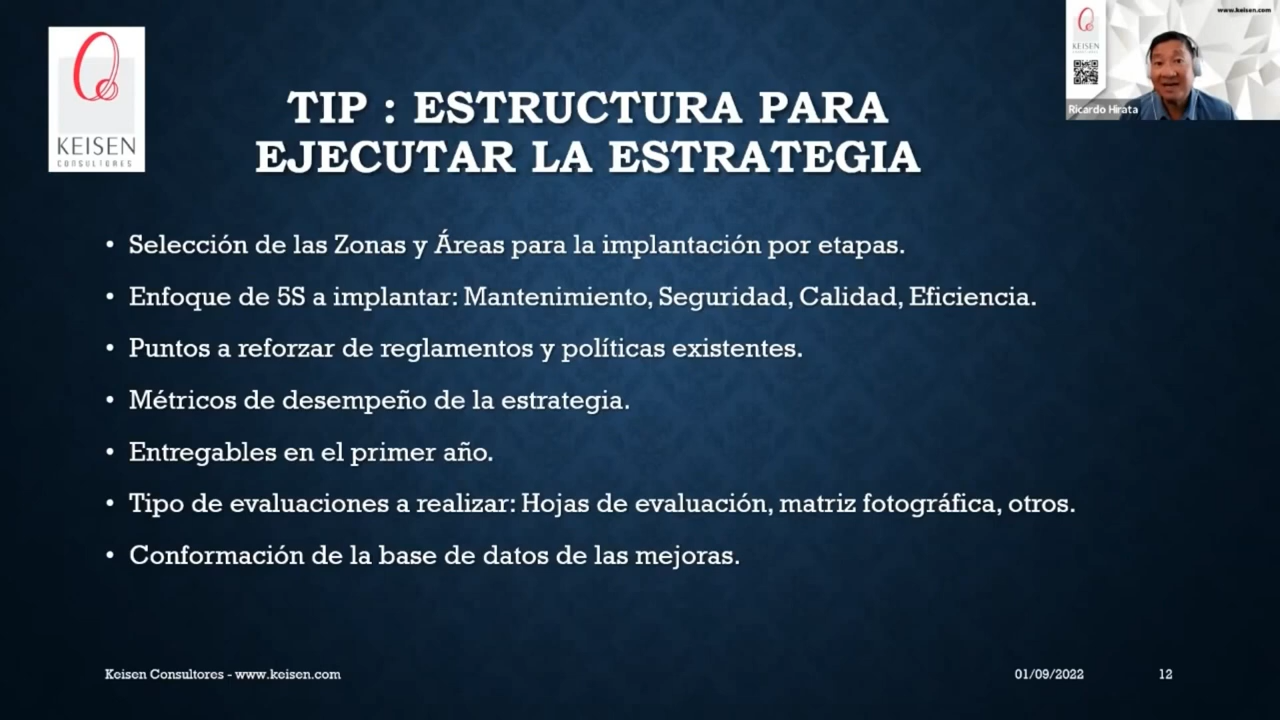 KEISEN
CONSULTORES
TIP : ESTRUCTURA PARA
EJECUTAR LA ESTRATEGIA
www.keisen.com
KEISEN
Ricardo Hirata
• Selección de las Zonas y Áreas para la implantación por etapas.
• Enfoque de 5S a implantar: Mantenimiento, Seguridad, Calidad, Eficiencia.
• Puntos a reforzar de reglamentos y políticas existentes.
• Métricos de desempeño de la estrategia.
• Entregables en el primer año.
• Tipo de evaluaciones a realizar: Hojas de evaluación, matriz fotográfica, otros.
• Conformación de la base de datos de las mejoras.
Keisen Consultores - www.keisen.com
01/09/2022
12